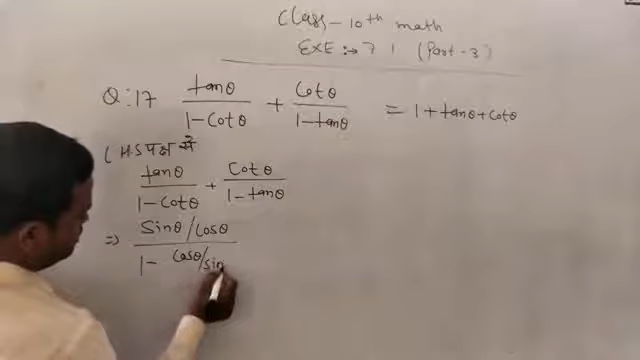 Class - 10th math
EXE :→ 7 1 (Part-3)
Q:17 tanθ/1-Cotθ + Cotθ/1-tanθ = 1+tanθ+Cotθ
LHS पक्ष से
tanθ/1-Cotθ + Cotθ/1-tanθ
⇒ Sinθ/Cosθ / 1- Cosθ/sin